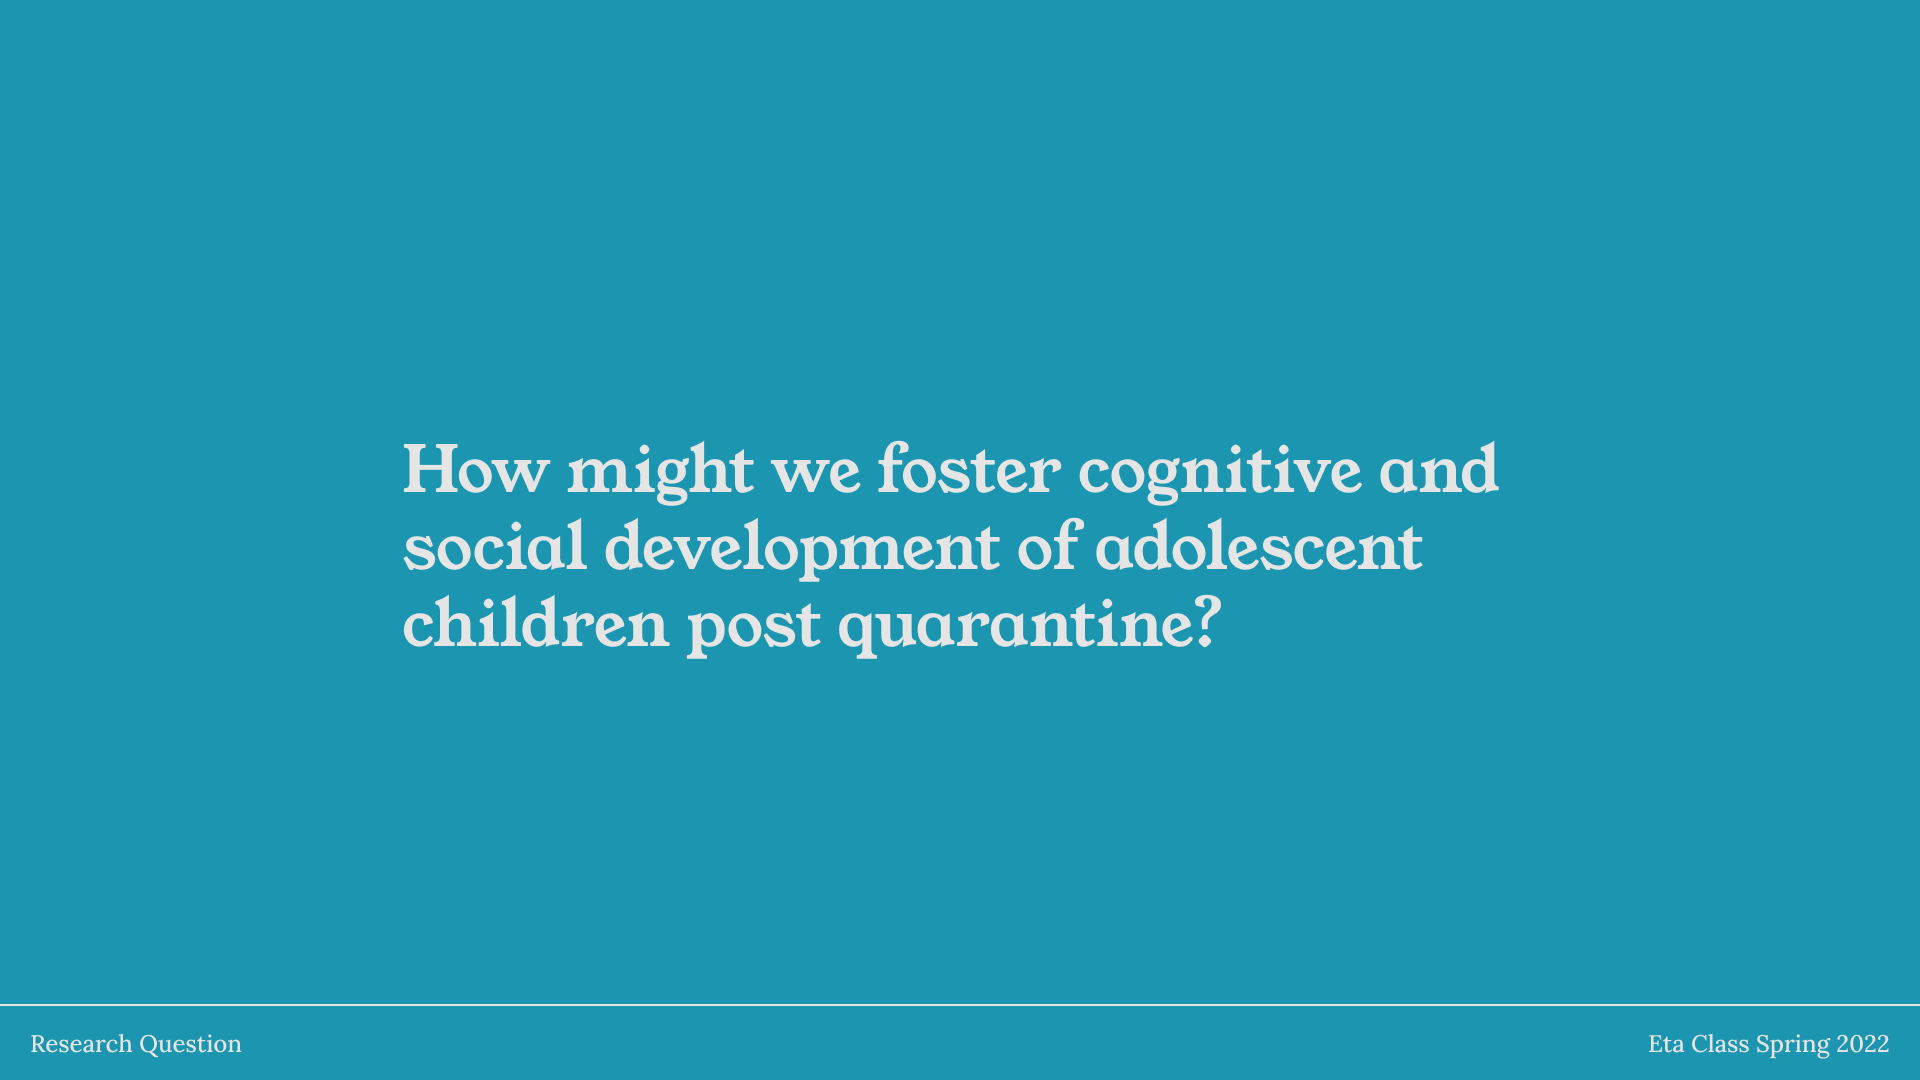 How might we foster cognitive and
social development of adolescent
children post quarantine?
Research Question
Eta Class Spring 2022